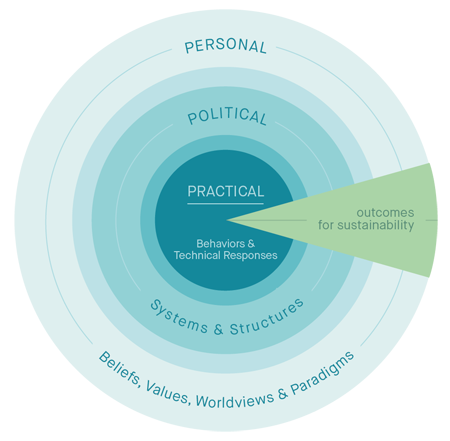 PERSONAL
POLITICAL
PRACTICAL
Behaviors &
Technical Responses
outcomes
for sustainability
Systems & Structures
Beliefs, Values, Worldviews & Paradigms